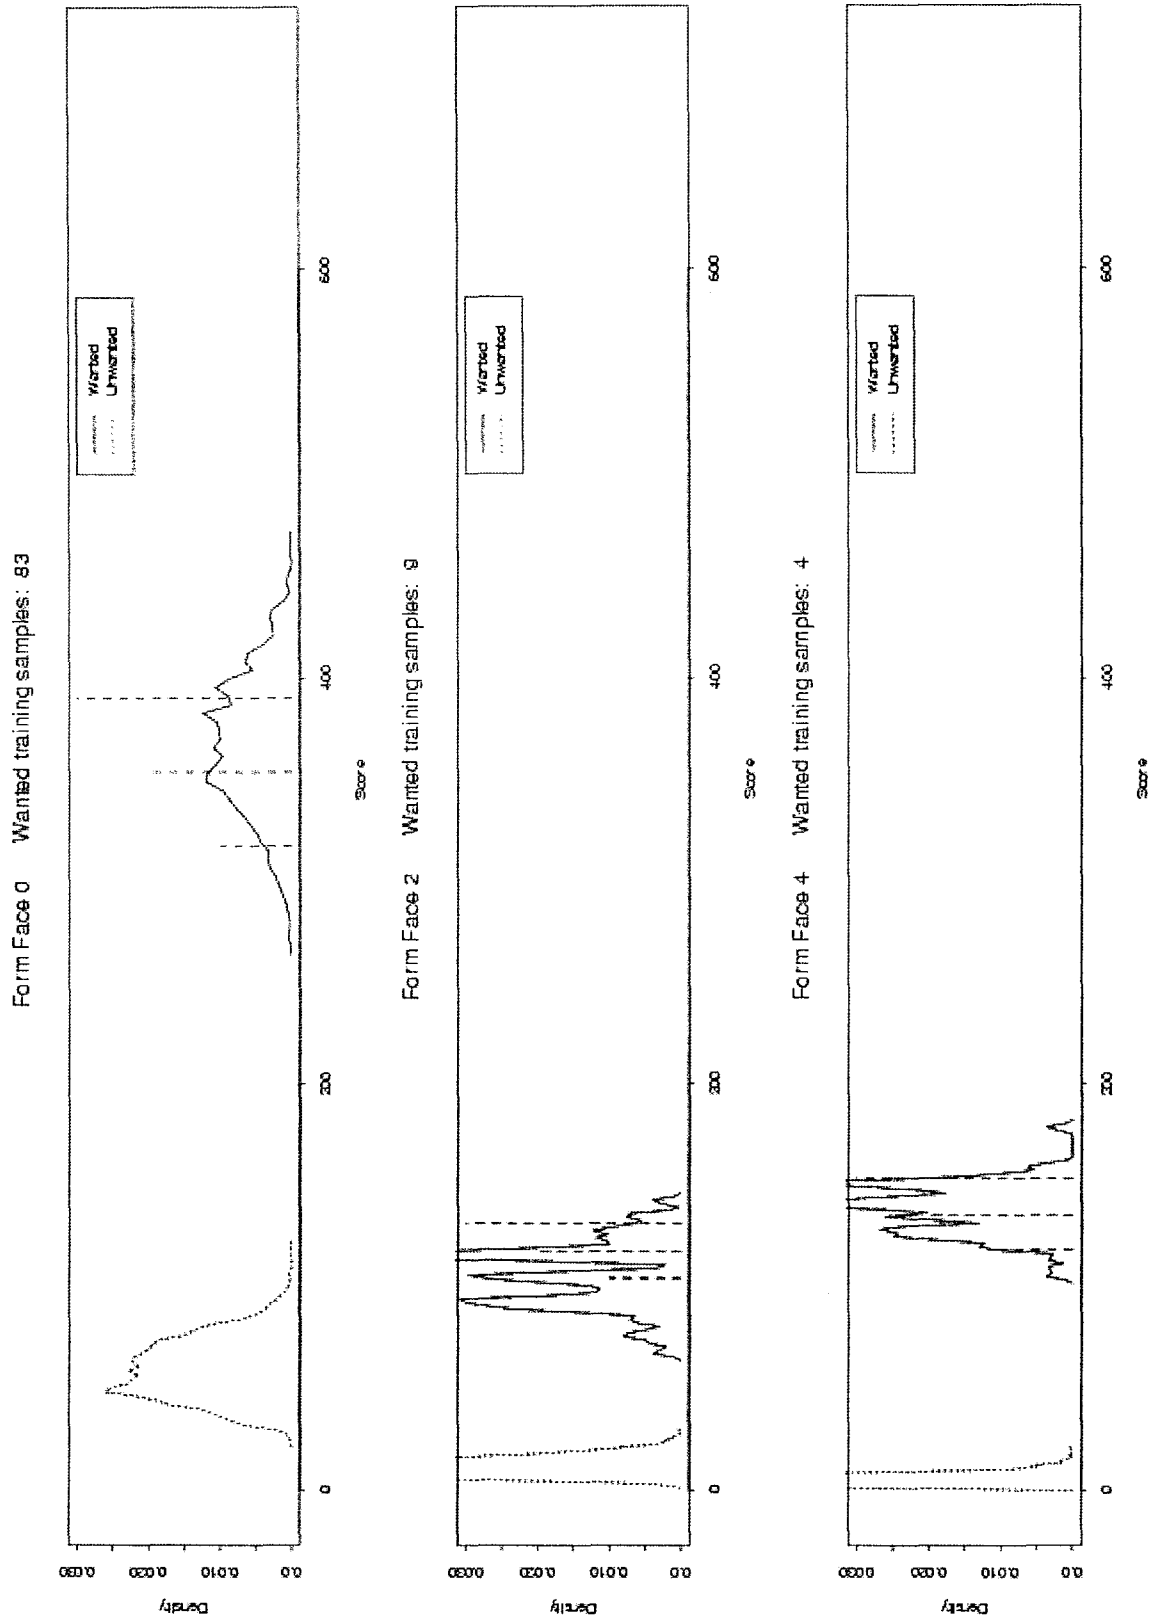 Form Face 0 Wanted training samples: 83
Wanted
Unwanted
Density
0.030
0.020
0.010
0.0
0
200
400
600
Score
Form Face 2 Wanted training samples: 9
Wanted
Unwanted
Density
0.030
0.020
0.010
0.0
0
200
400
600
Score
Form Face 4 Wanted training samples: 4
Wanted
Unwanted
Density
0.030
0.020
0.010
0.0
0
200
400
600
Score